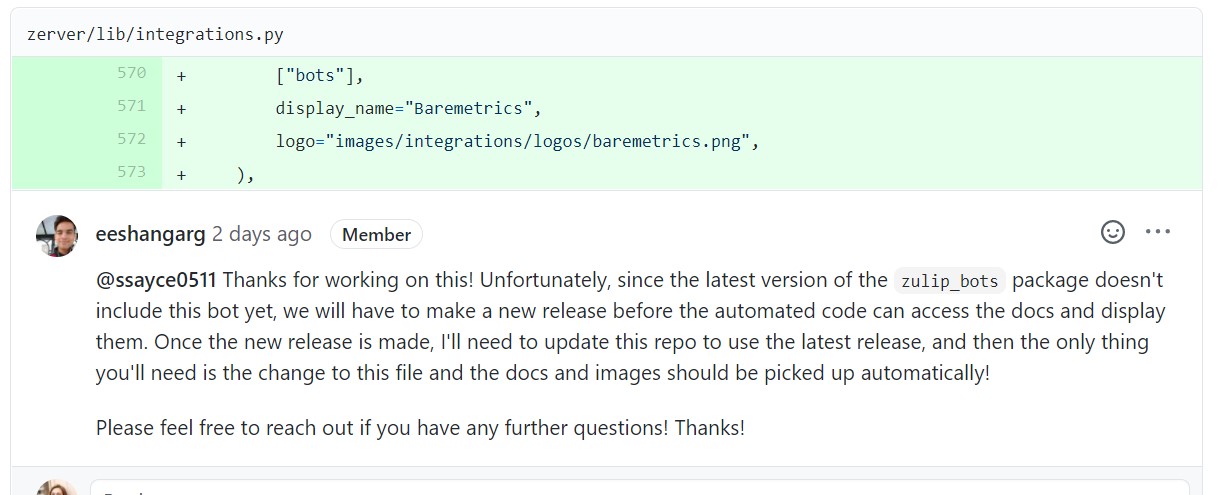 zerver/lib/integrations.py
570 + ["bots"],
571 + display_name="Baremetrics",
572 + logo="images/integrations/logos/baremetrics.png",
573 + ),
eeshangarg 2 days ago Member
@ssayce0511 Thanks for working on this! Unfortunately, since the latest version of the zulip_bots package doesn't
include this bot yet, we will have to make a new release before the automated code can access the docs and display
them. Once the new release is made, I'll need to update this repo to use the latest release, and then the only thing
you'll need is the change to this file and the docs and images should be picked up automatically!
Please feel free to reach out if you have any further questions! Thanks!